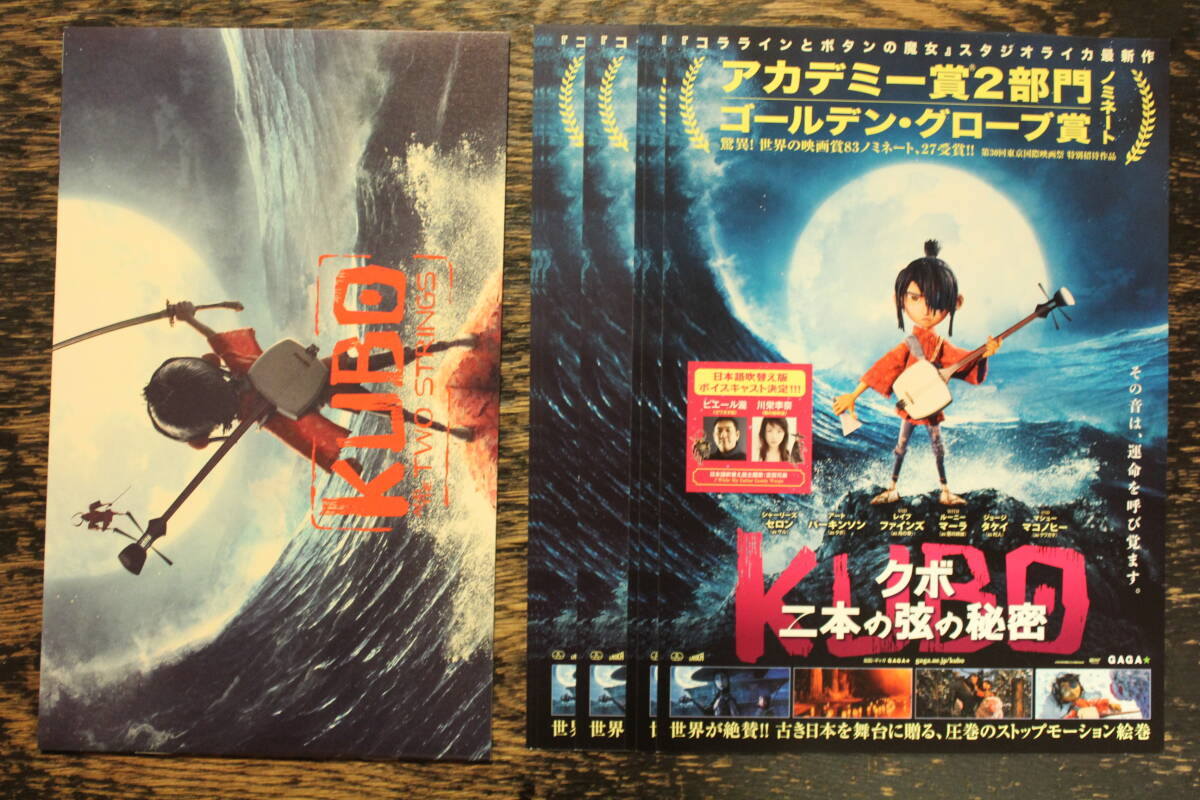 KUBO
AND THE TWO STRINGS
『コ
『コ
『コラインとボタンの魔女』スタジオライカ最新作
アカデミー賞®2部門
ゴールデン・グローブ賞
ノミネート
驚異! 世界の映画賞83ノミネート、27受賞!! 第30回東京国際映画祭 特別招待作品
日本語吹替え版
ボイスキャスト決定!!!
ピエール瀧
川栄李奈
その音は、運命を呼び覚ます。
シャーリーズ・セロン
アート・パーキンソン
レイフ・ファインズ
ルーニー・マーラ
ジョージ・タケイ
マシュー・マコノヒー
KUBO
クボ
二本の弦の秘密
GAGA★ gaga.ne.jp/kubo
GAGA★
世界
世界
世界が絶賛!! 古き日本を舞台に贈る、圧巻のストップモーション絵巻